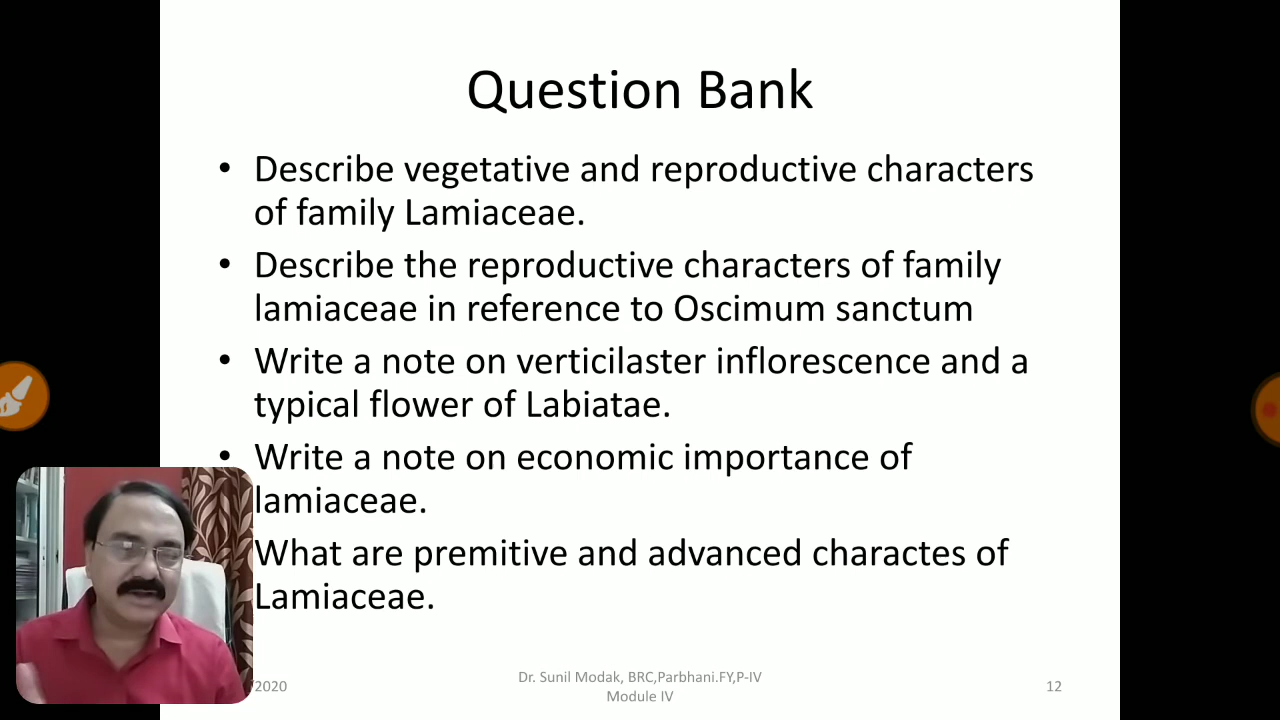 Question Bank
• Describe vegetative and reproductive characters
of family Lamiaceae.
• Describe the reproductive characters of family
lamiaceae in reference to Oscimum sanctum
• Write a note on verticilaster inflorescence and a
typical flower of Labiatae.
• Write a note on economic importance of
lamiaceae.
What are premitive and advanced charactes of
Lamiaceae.
2020
Dr. Sunil Modak, BRC,Parbhani.FY,P-IV
Module IV
12